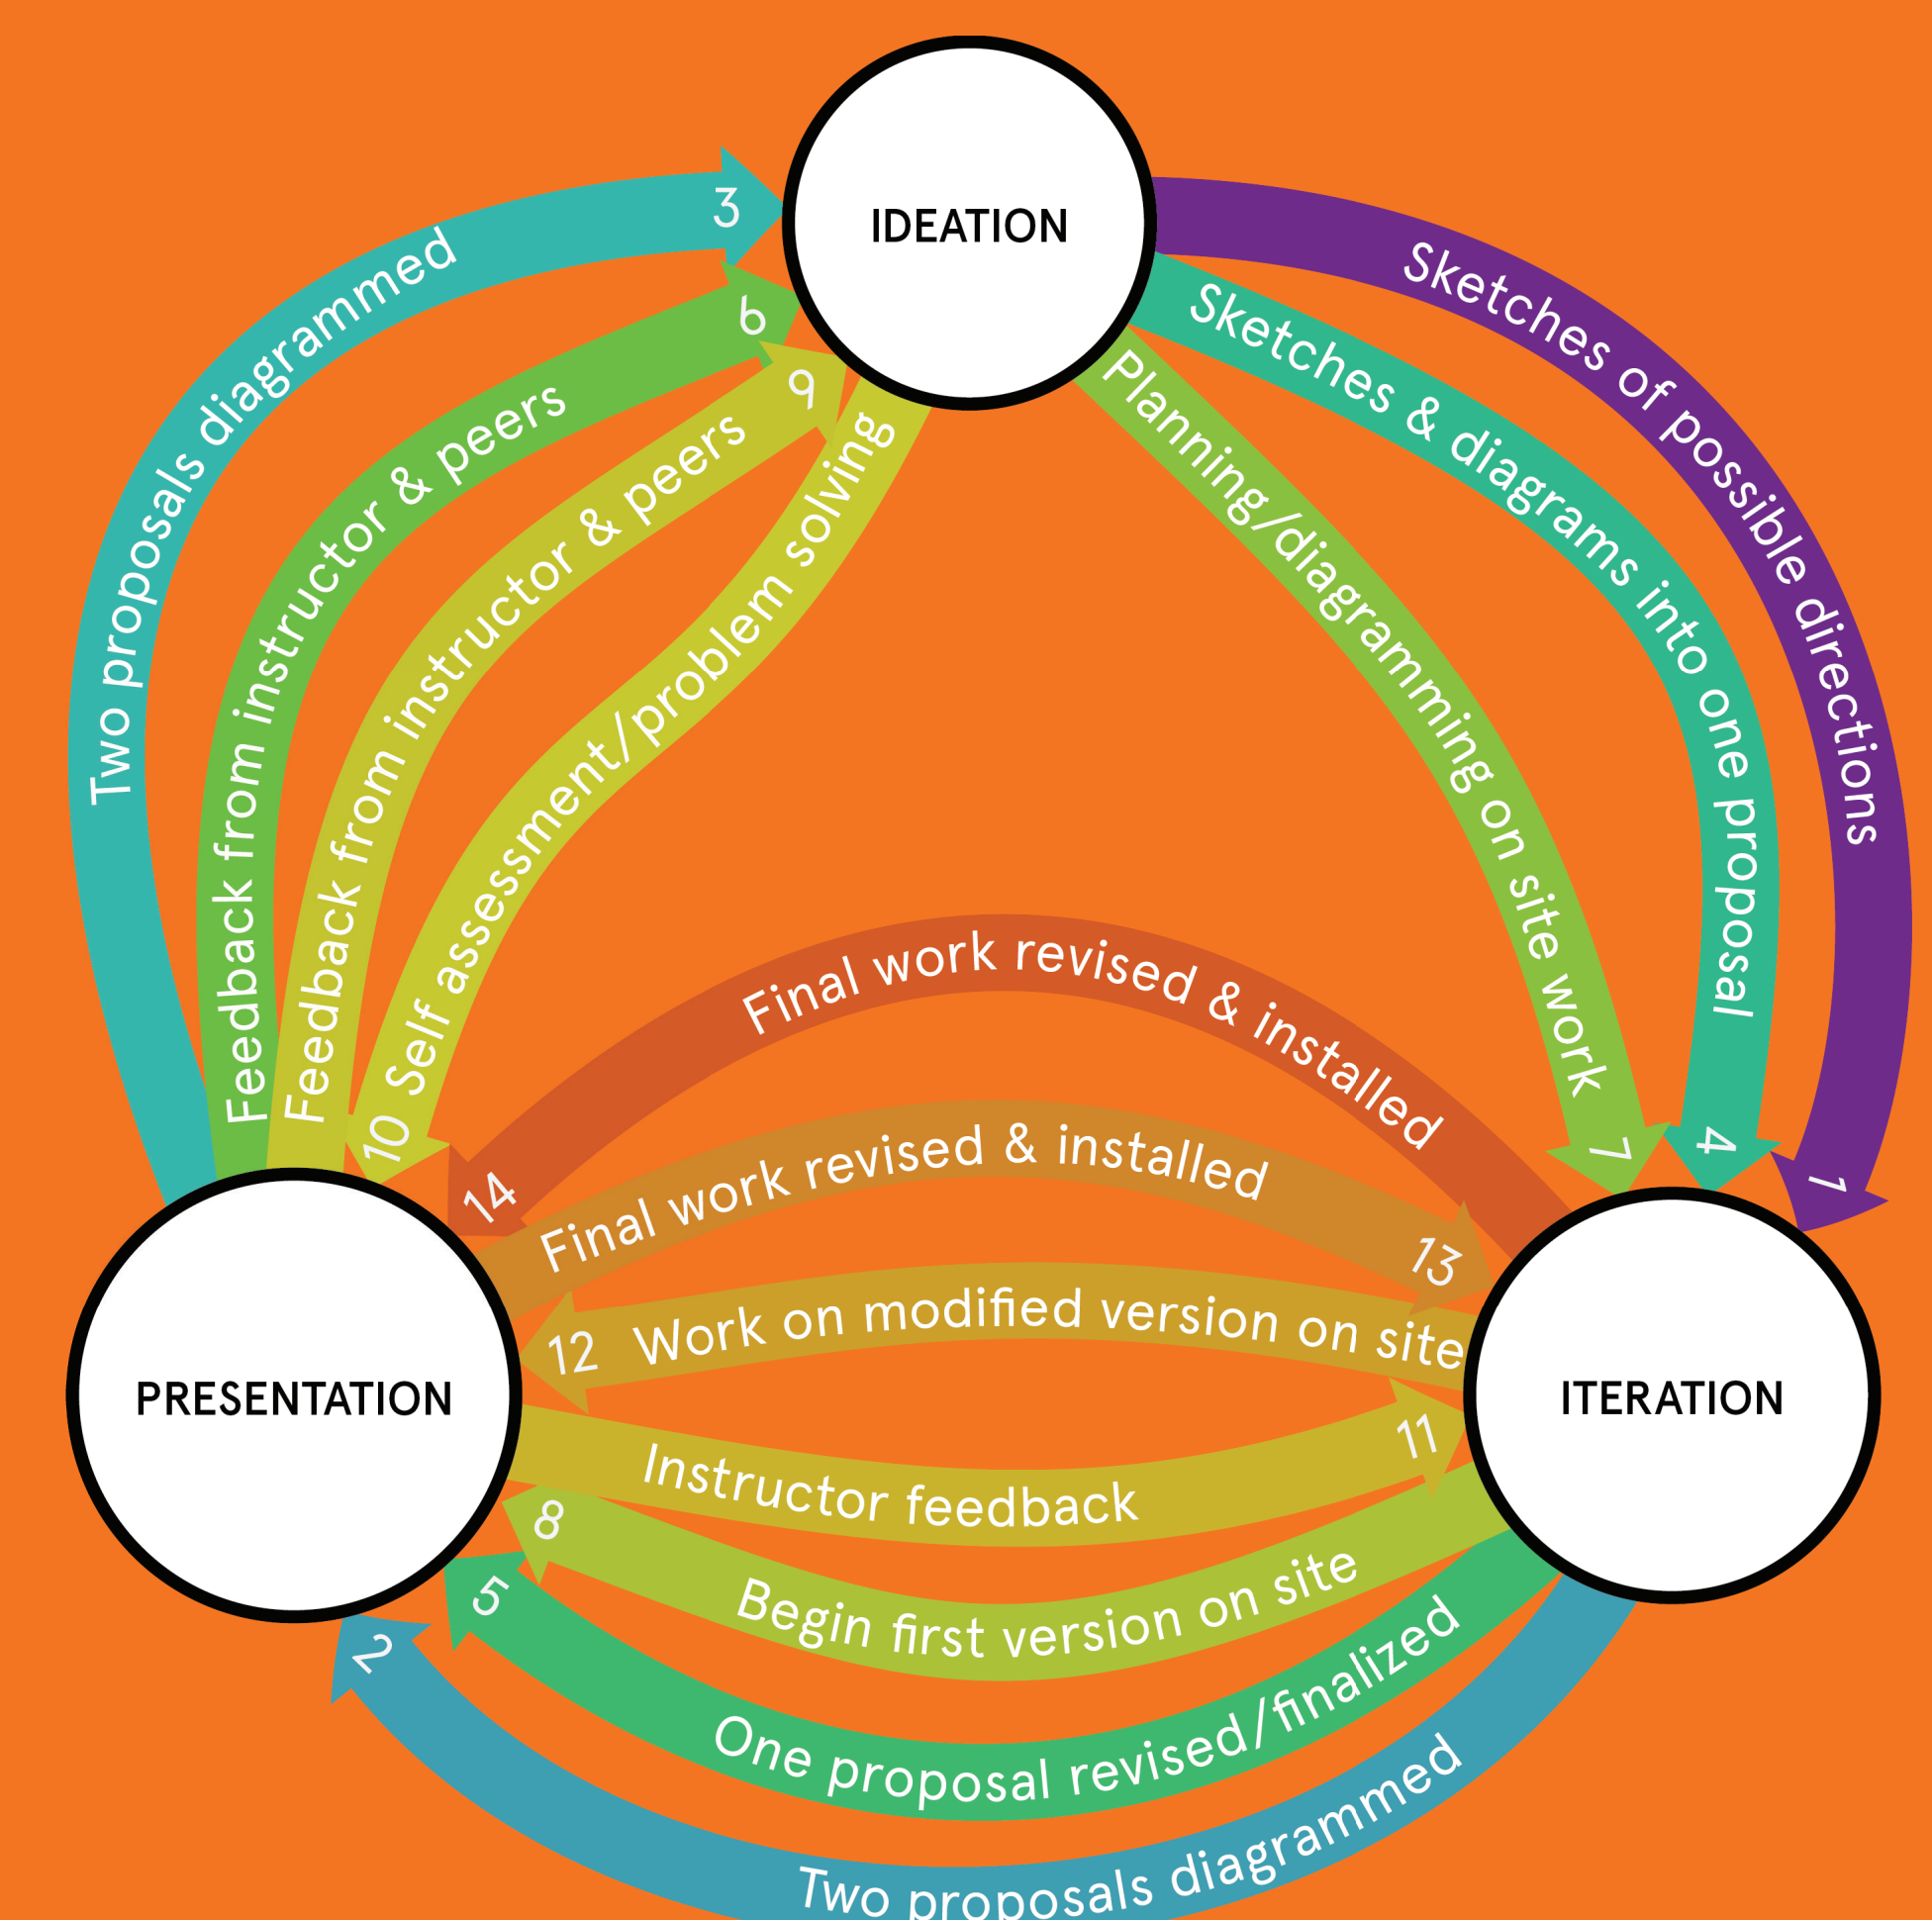 IDEATION
PRESENTATION
ITERATION
1 Sketches of possible directions
2 Two proposals diagrammed
3 Two proposals diagrammed
4 Sketches & diagrams into one proposal
5 One proposal revised/finalized
6 Feedback from instructor & peers
7 Planning/diagramming on site work
8 Begin first version on site
9 Feedback from instructor & peers
10 Self assessment/problem solving
11 Instructor feedback
12 Work on modified version on site
13 Final work revised & installed
14 Final work revised & installed